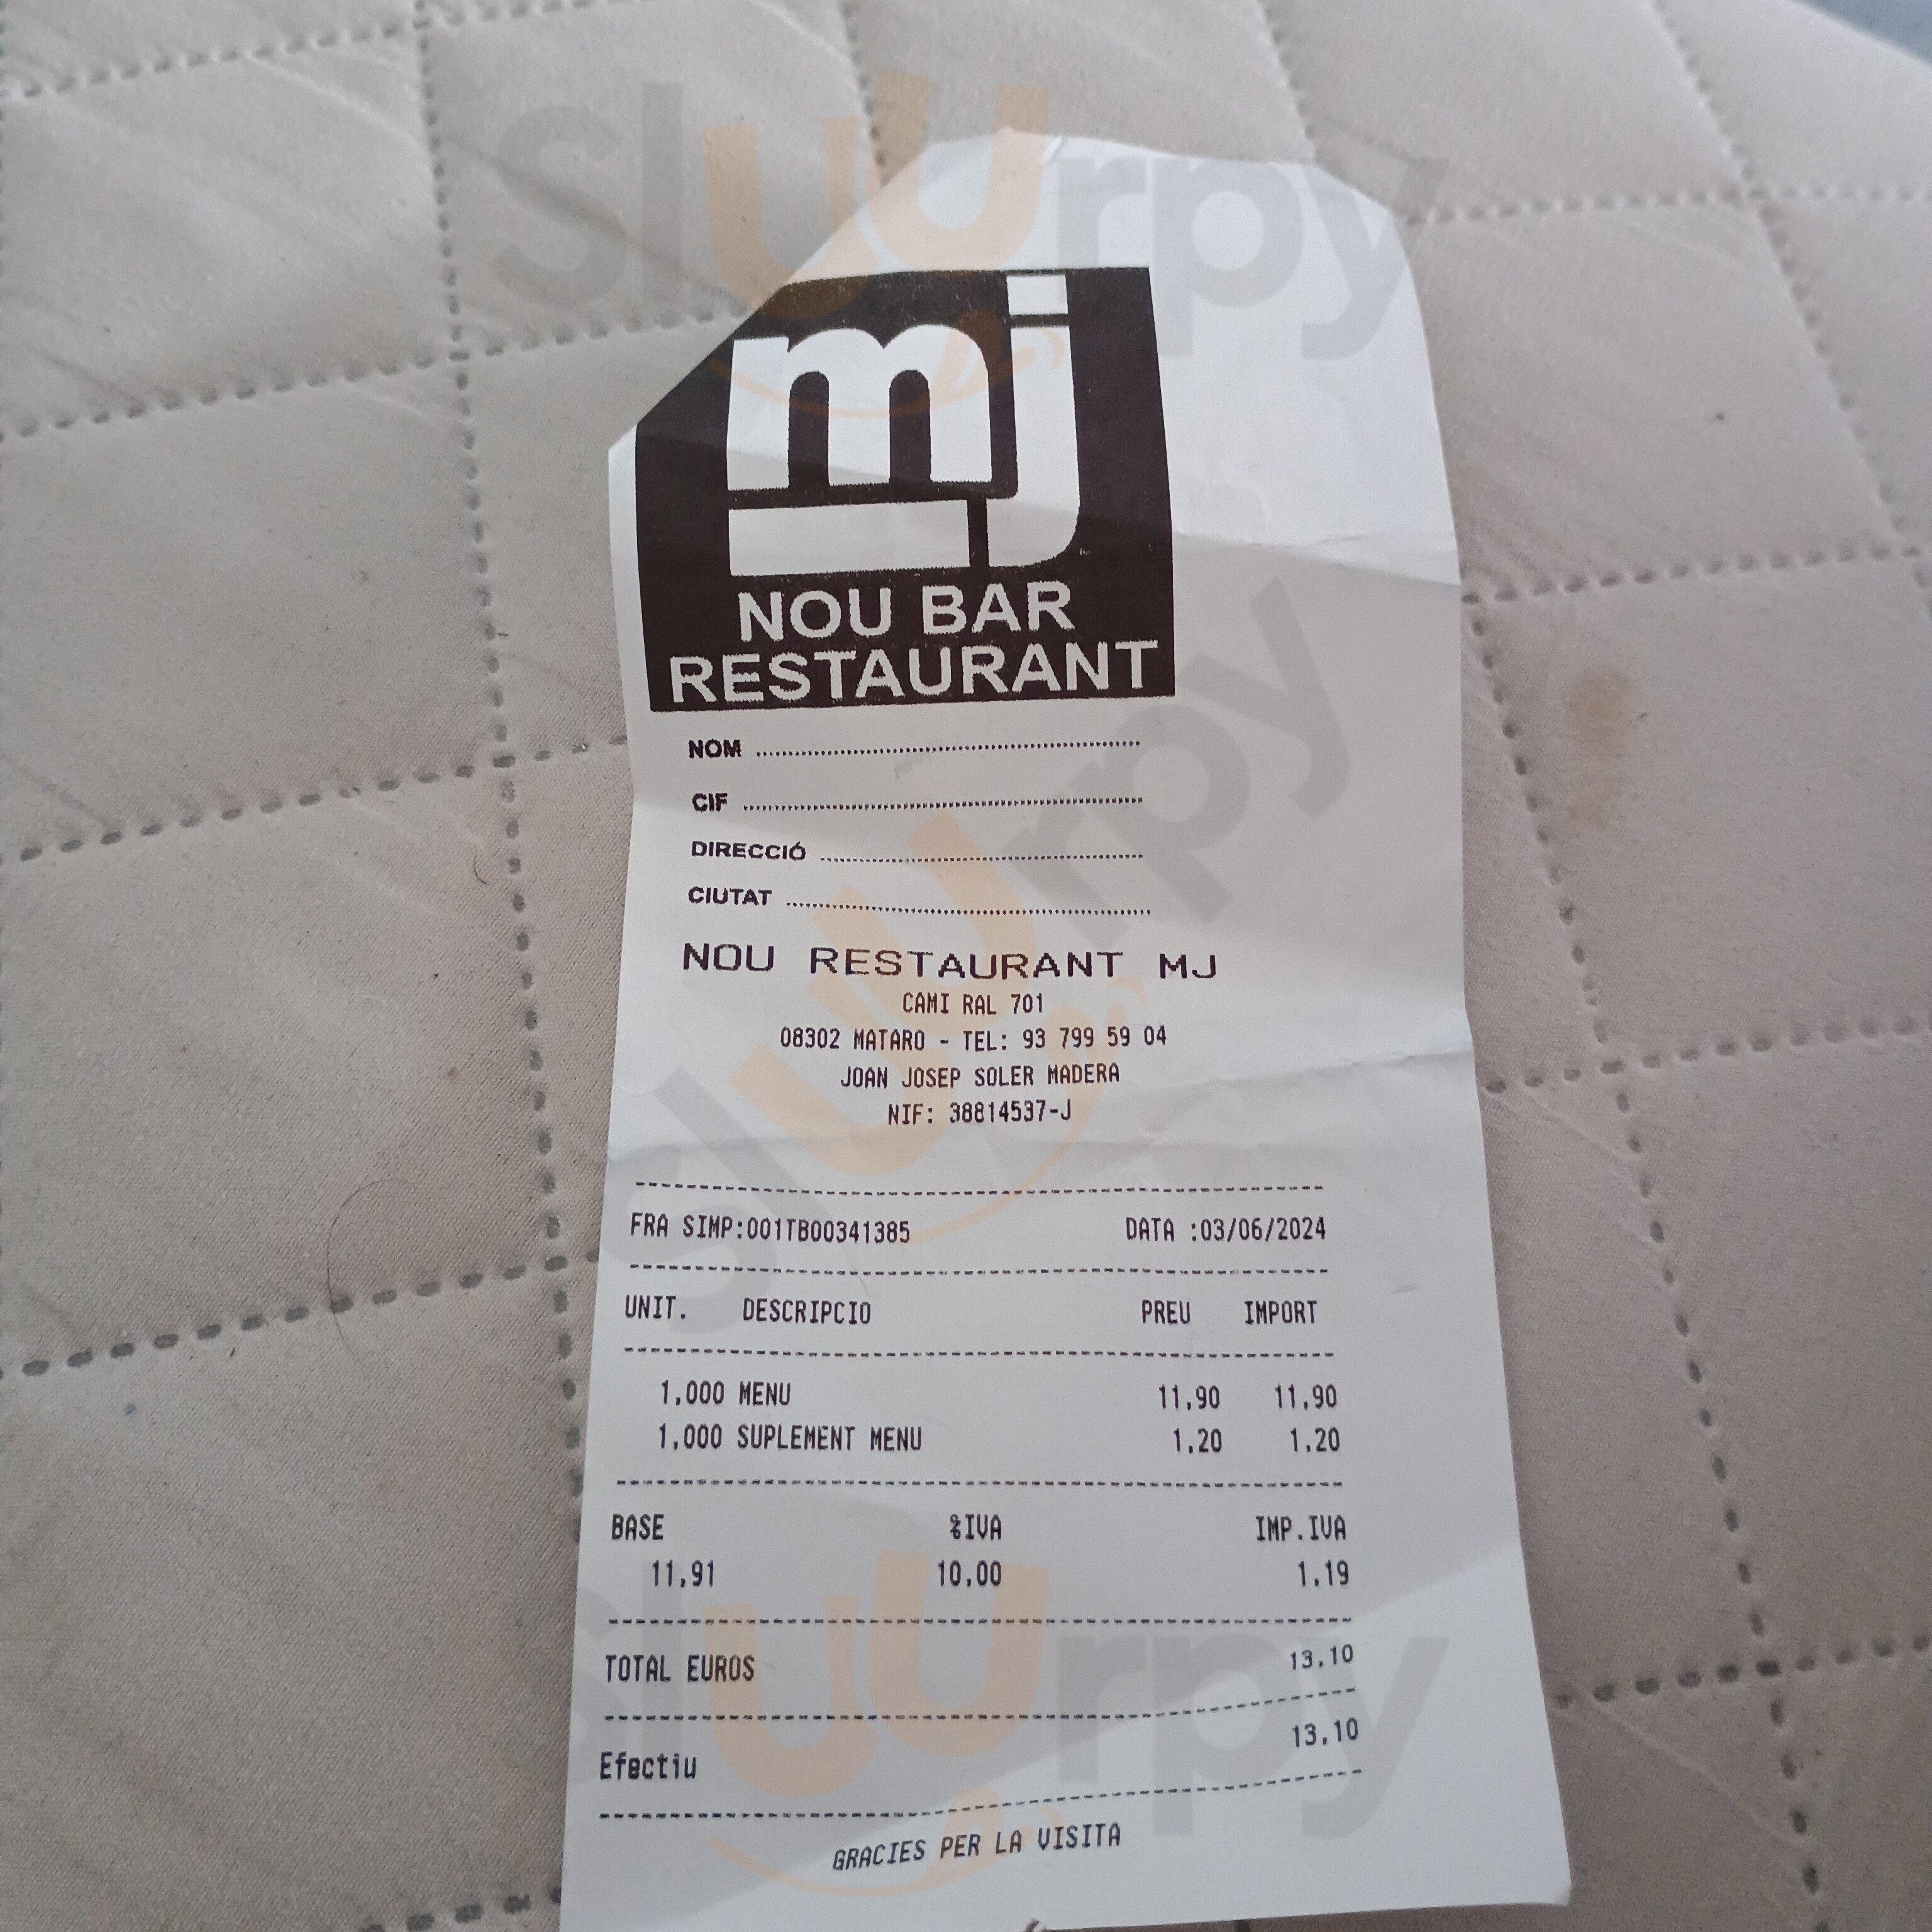 sluurpy
mj
NOU BAR
RESTAURANT
NOM ..........
CIF ..........
DIRECCIÓ ..........
CIUTAT ..........
NOU RESTAURANT MJ
CAMI RAL 701
08302 MATARO - TEL: 93 799 59 04
JOAN JOSEP SOLER MADERA
NIF: 38814537-J
FRA SIMP:001TB00341385 DATA :03/06/2024
UNIT. DESCRIPCIO PREU IMPORT
1,000 MENU 11,90 11,90
1,000 SUPLEMENT MENU 1,20 1,20
BASE %IVA IMP.IVA
11,91 10,00 1,19
TOTAL EUROS 13,10
Efectiu 13,10
GRACIES PER LA VISITA
sluurpy
sluurpy